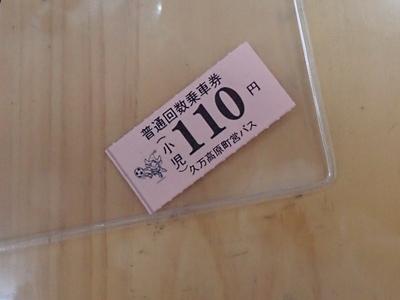 普通回数乗車券
(小児)
110円
久万高原町営バス